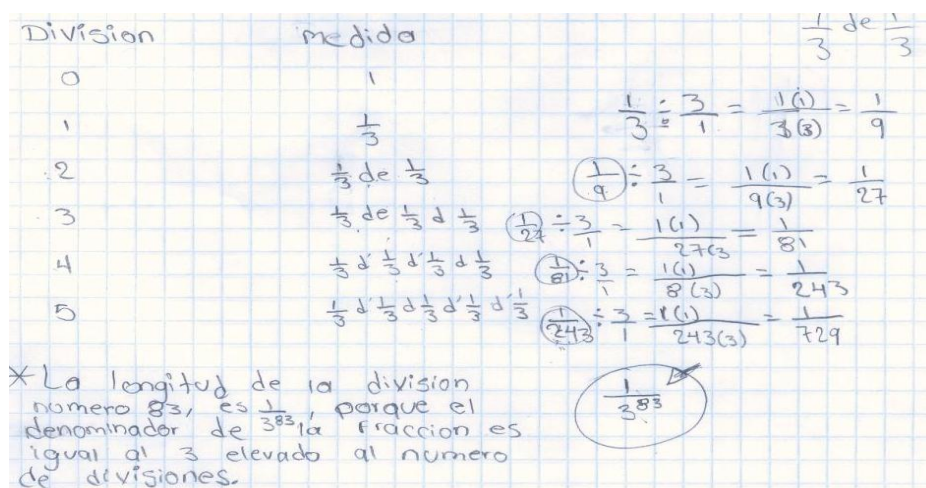 Division medida 1/3 de 1/3
0 1
1 1/3 1/3 ÷ 3/1 = 1(1)/3(3) = 1/9
2 1/3 de 1/3 1/9 ÷ 3/1 = 1(1)/9(3) = 1/27
3 1/3 de 1/3 d 1/3 1/27 ÷ 3/1 = 1(1)/27(3 = 1/81
4 1/3 d' 1/3 d' 1/3 d 1/3 1/81 ÷ 3/1 = 1(1)/8(3) = 1/243
5 1/3 d' 1/3 d 1/3 d' 1/3 d' 1/3 1/243 ÷ 3/1 = 1(1)/243(3) = 1/729
* La longitud de la division
numero 83, es 1/3^83, porque el
denominador de la fraccion es
igual al 3 elevado al numero
de divisiones.
1/3^83